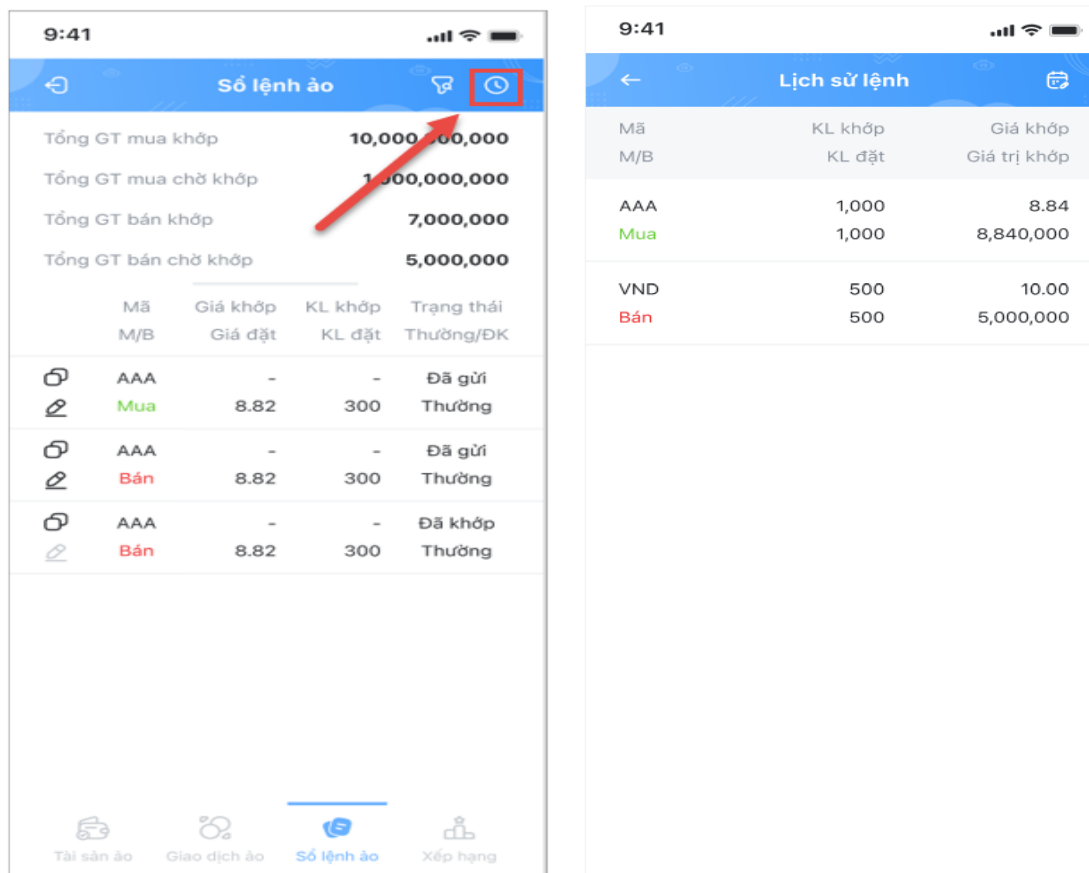 9:41
Sổ lệnh ảo
Tổng GT mua khớp 10,000,000,000
Tổng GT mua chờ khớp 1,000,000,000
Tổng GT bán khớp 7,000,000
Tổng GT bán chờ khớp 5,000,000
Mã Giá khớp KL khớp Trạng thái
M/B Giá đặt KL đặt Thường/ĐK
AAA - - Đã gửi
Mua 8.82 300 Thường
AAA - - Đã gửi
Bán 8.82 300 Thường
AAA - - Đã khớp
Bán 8.82 300 Thường
Tài sản ảo Giao dịch ảo Sổ lệnh ảo Xếp hạng
9:41
Lịch sử lệnh
Mã KL khớp Giá khớp
M/B KL đặt Giá trị khớp
AAA 1,000 8.84
Mua 1,000 8,840,000
VND 500 10.00
Bán 500 5,000,000